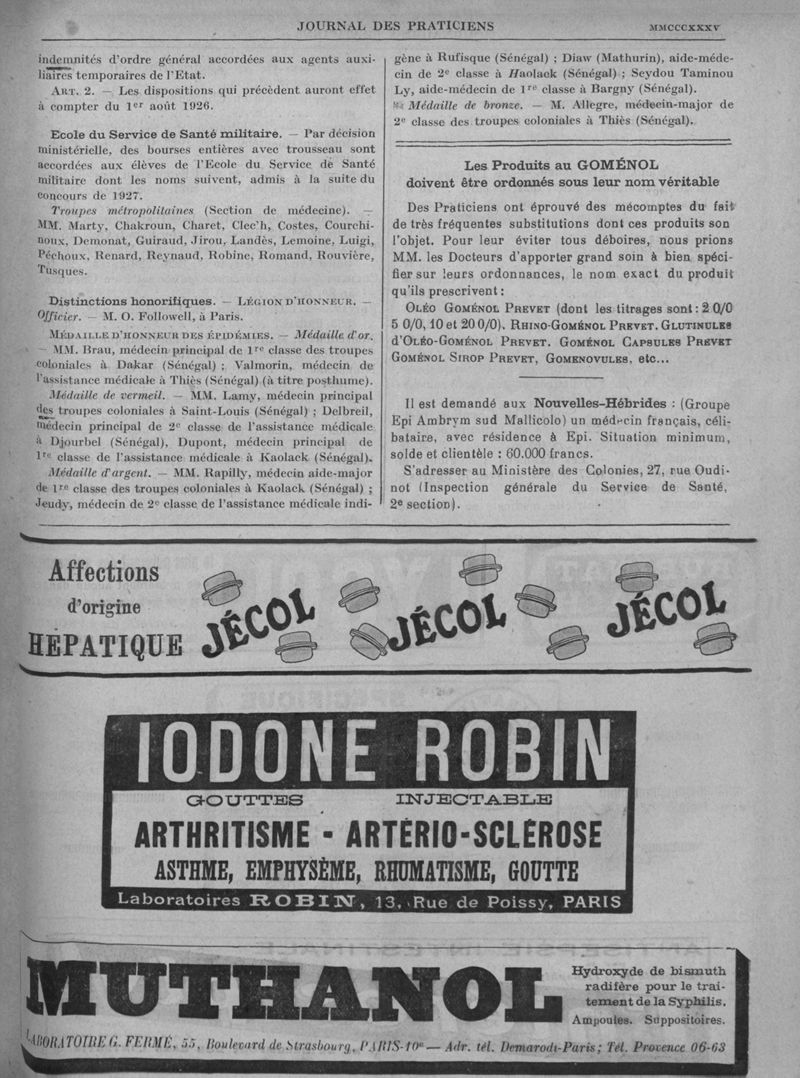 JOURNAL DES PRATICIENS
MMCCCXXXV
indemnités d'ordre général accordées aux agents auxi-
liaires temporaires de l'Etat.
ART. 2. — Les dispositions qui précèdent auront effet
à compter du 1er août 1926.
Ecole du Service de Santé militaire. — Par décision
ministérielle, des bourses entières avec trousseau sont
accordées aux élèves de l'Ecole du Service de Santé
militaire dont les noms suivent, admis à la suite du
concours de 1927.
Troupes métropolitaines (Section de médecine). —
MM. Marty, Chakroun, Charet, Clec'h, Costes, Courchi-
noux, Demonat, Guiraud, Jirou, Landès, Lemoine, Luigi,
Péchoux, Renard, Reynaud, Robine, Romand, Rouvière,
Tusques.
Distinctions honorifiques. — LÉGION D'HONNEUR. —
Officier. — M. O. Followell, à Paris.
MÉDAILLE D'HONNEUR DES ÉPIDÉMIES. — Médaille d'or.
— MM. Brau, médecin principal de 1re classe des troupes
coloniales à Dakar (Sénégal) ; Valmorin, médecin de
l'assistance médicale à Thiès (Sénégal) (à titre posthume).
Médaille de vermeil. — MM. Lamy, médecin principal
des troupes coloniales à Saint-Louis (Sénégal) ; Delbreil,
médecin principal de 2e classe de l'assistance médicale
à Djourbel (Sénégal), Dupont, médecin principal de
1re classe de l'assistance médicale à Kaolack (Sénégal).
Médaille d'argent. — MM. Rapilly, médecin aide-major
de 1re classe des troupes coloniales à Kaolack (Sénégal) ;
Jeudy, médecin de 2e classe de l'assistance médicale indi-
gène à Rufisque (Sénégal) ; Diaw (Mathurin), aide-méde-
cin de 2e classe à Haolack (Sénégal) ; Seydou Taminou
Ly, aide-médecin de 1re classe à Bargny (Sénégal).
Médaille de bronze. — M. Allegre, médecin-major de
2e classe des troupes coloniales à Thiès (Sénégal).
Les Produits au GOMÉNOL
doivent être ordonnés sous leur nom véritable
Des Praticiens ont éprouvé des mécomptes du fait
de très fréquentes substitutions dont ces produits son
l'objet. Pour leur éviter tous déboires, nous prions
MM. les Docteurs d'apporter grand soin à bien spéci-
fier sur leurs ordonnances, le nom exact du produit
qu'ils prescrivent :
OLÉO GOMÉNOL PREVET (dont les titrages sont : 2 0/0
5 0/0, 10 et 20 0/0). RHINO-GOMÉNOL PREVET. GLUTINULES
d'OLÉO-GOMÉNOL PREVET. GOMÉNOL CAPSULES PREVET
GOMÉNOL SIROP PREVET, GOMENOVULES, etc...
Il est demandé aux Nouvelles-Hébrides : (Groupe
Epi Ambrym sud Mallicolo) un médecin français, céli-
bataire, avec résidence à Epi. Situation minimum,
solde et clientèle : 60.000 francs.
S'adresser au Ministère des Colonies, 27, rue Oudi-
not (Inspection générale du Service de Santé,
2e section).
Affections
d'origine
HÉPATIQUE
JÉCOL
JÉCOL
JÉCOL
IODONE ROBIN
GOUTTES INJECTABLE
ARTHRITISME - ARTÉRIO-SCLÉROSE
ASTHME, EMPHYSÈME, RHUMATISME, GOUTTE
Laboratoires ROBIN, 13, Rue de Poissy, PARIS
MUTHANOL
Hydroxyde de bismuth
radifère pour le trai-
tement de la Syphilis.
Ampoules. Suppositoires.
LABORATOIRE G. FERMÉ, 55, Boulevard de Strasbourg, PARIS-10e — Adr. tél. Demarodi-Paris ; Tél. Provence 06-63